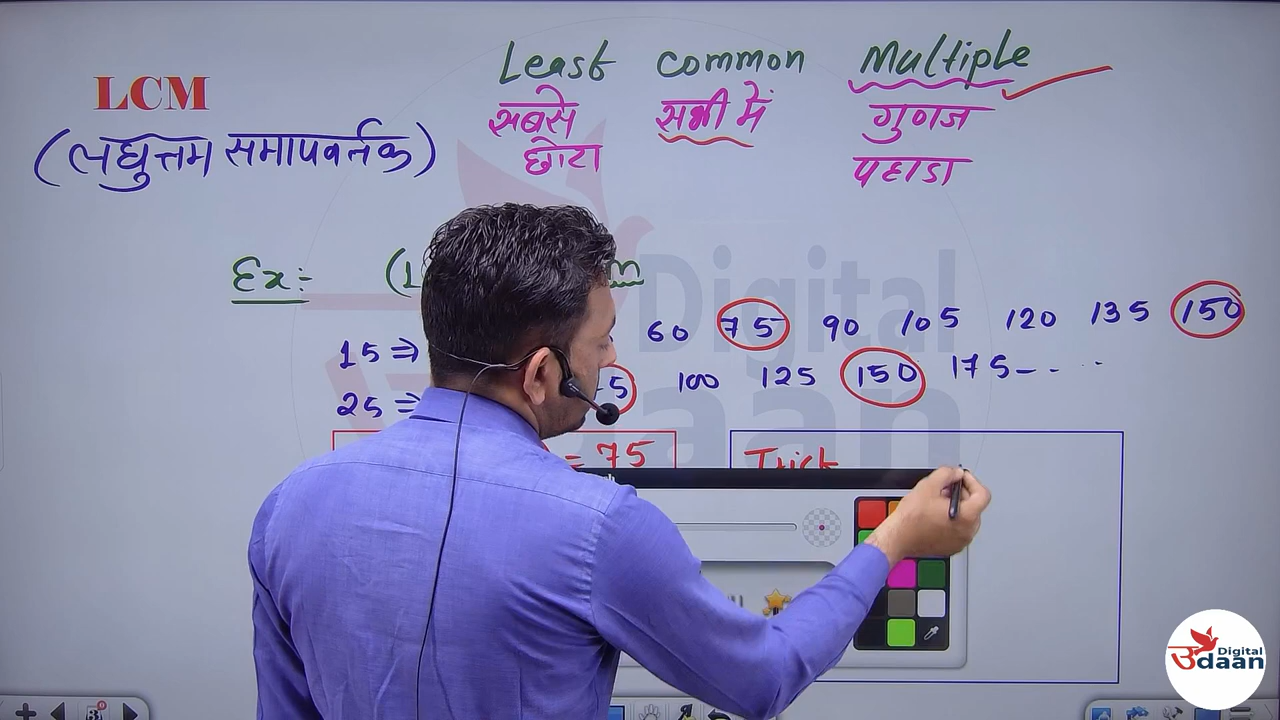 Least common Multiple
LCM
सबसे सभी में गुणज
(लघुत्तम समापवर्तक)
छोटा पहाडा
Ex:-
60 75 90 105 120 135 150
15 ⇒
100 125 150 175 - - . . .
25 ⇒
= 75
Trick
Digital
उdaan